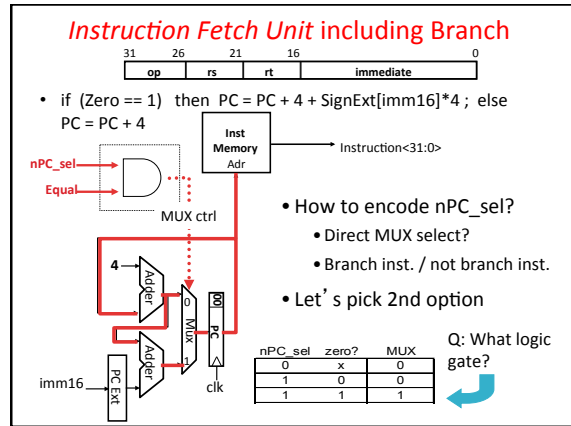 Instruction Fetch Unit including Branch
31 26 21 16 0
op rs rt immediate
• if (Zero == 1) then PC = PC + 4 + SignExt[imm16]*4 ; else
PC = PC + 4
Inst
Memory
Adr
Instruction<31:0>
nPC_sel
Equal
MUX ctrl
• How to encode nPC_sel?
• Direct MUX select?
• Branch inst. / not branch inst.
• Let's pick 2nd option
4
Adder
0
Mux
1
00
PC
Adder
imm16
PC Ext
clk
Q: What logic
gate?
nPC_sel zero? MUX
0 x 0
1 0 0
1 1 1